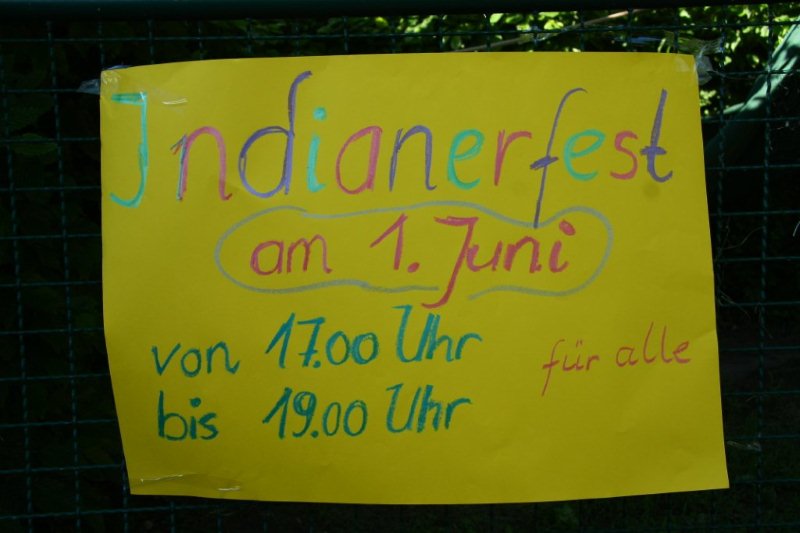 Indianerfest
am 1. Juni
von 17.00 Uhr für alle
bis 19.00 Uhr